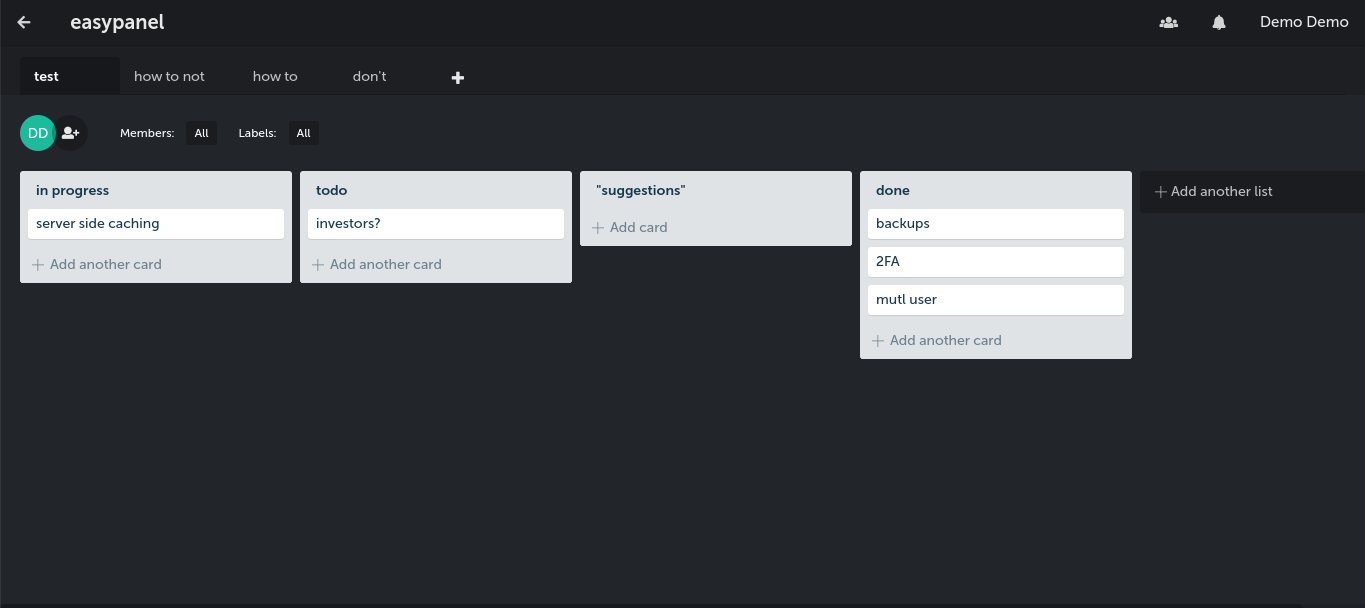 easypanel
Demo Demo
test
how to not
how to
don't
DD
Members:
All
Labels:
All
in progress
server side caching
Add another card
todo
investors?
Add another card
"suggestions"
Add card
done
backups
2FA
mutl user
Add another card
Add another list